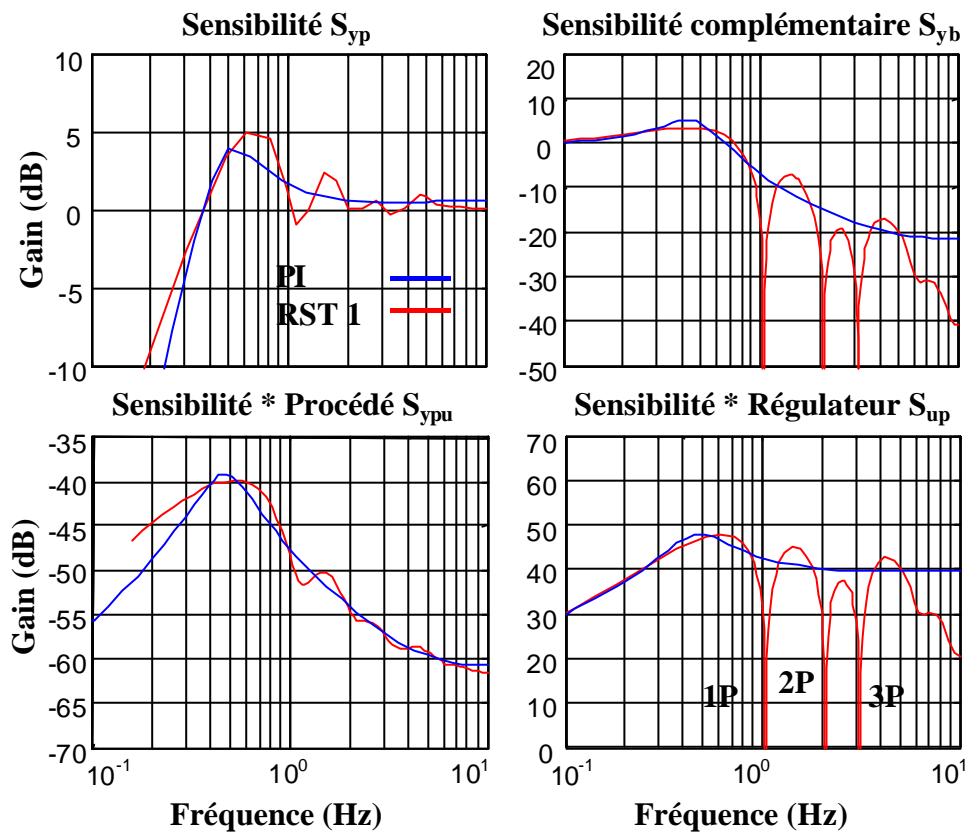 Sensibilité Syp
Sensibilité complémentaire Syb
10
5
0
-5
-10
Gain (dB)
PI
RST 1
20
10
0
-10
-20
-30
-40
-50
Sensibilité * Procédé Sypu
Sensibilité * Régulateur Sup
-35
-40
-45
-50
-55
-60
-65
-70
Gain (dB)
10-1
100
101
Fréquence (Hz)
70
60
50
40
30
20
10
0
1P
2P
3P
10-1
100
101
Fréquence (Hz)